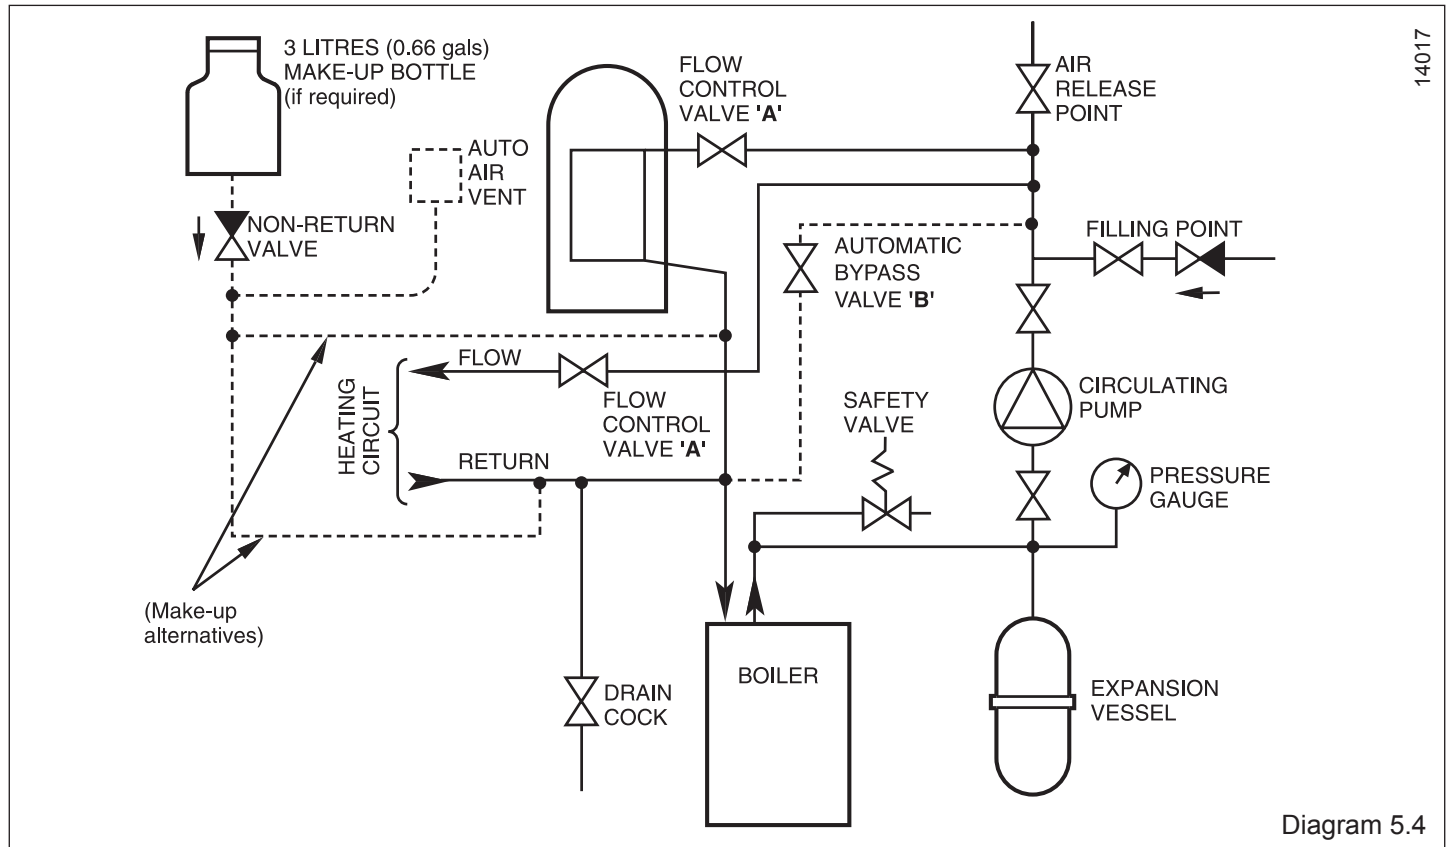 3 LITRES (0.66 gals)
MAKE-UP BOTTLE
(if required)
FLOW
CONTROL
VALVE 'A'
AIR
RELEASE
POINT
14017
AUTO
AIR
VENT
NON-RETURN
VALVE
AUTOMATIC
BYPASS
VALVE 'B'
FILLING POINT
HEATING
CIRCUIT
FLOW
FLOW
CONTROL
VALVE 'A'
RETURN
SAFETY
VALVE
CIRCULATING
PUMP
PRESSURE
GAUGE
(Make-up
alternatives)
DRAIN
COCK
BOILER
EXPANSION
VESSEL
Diagram 5.4